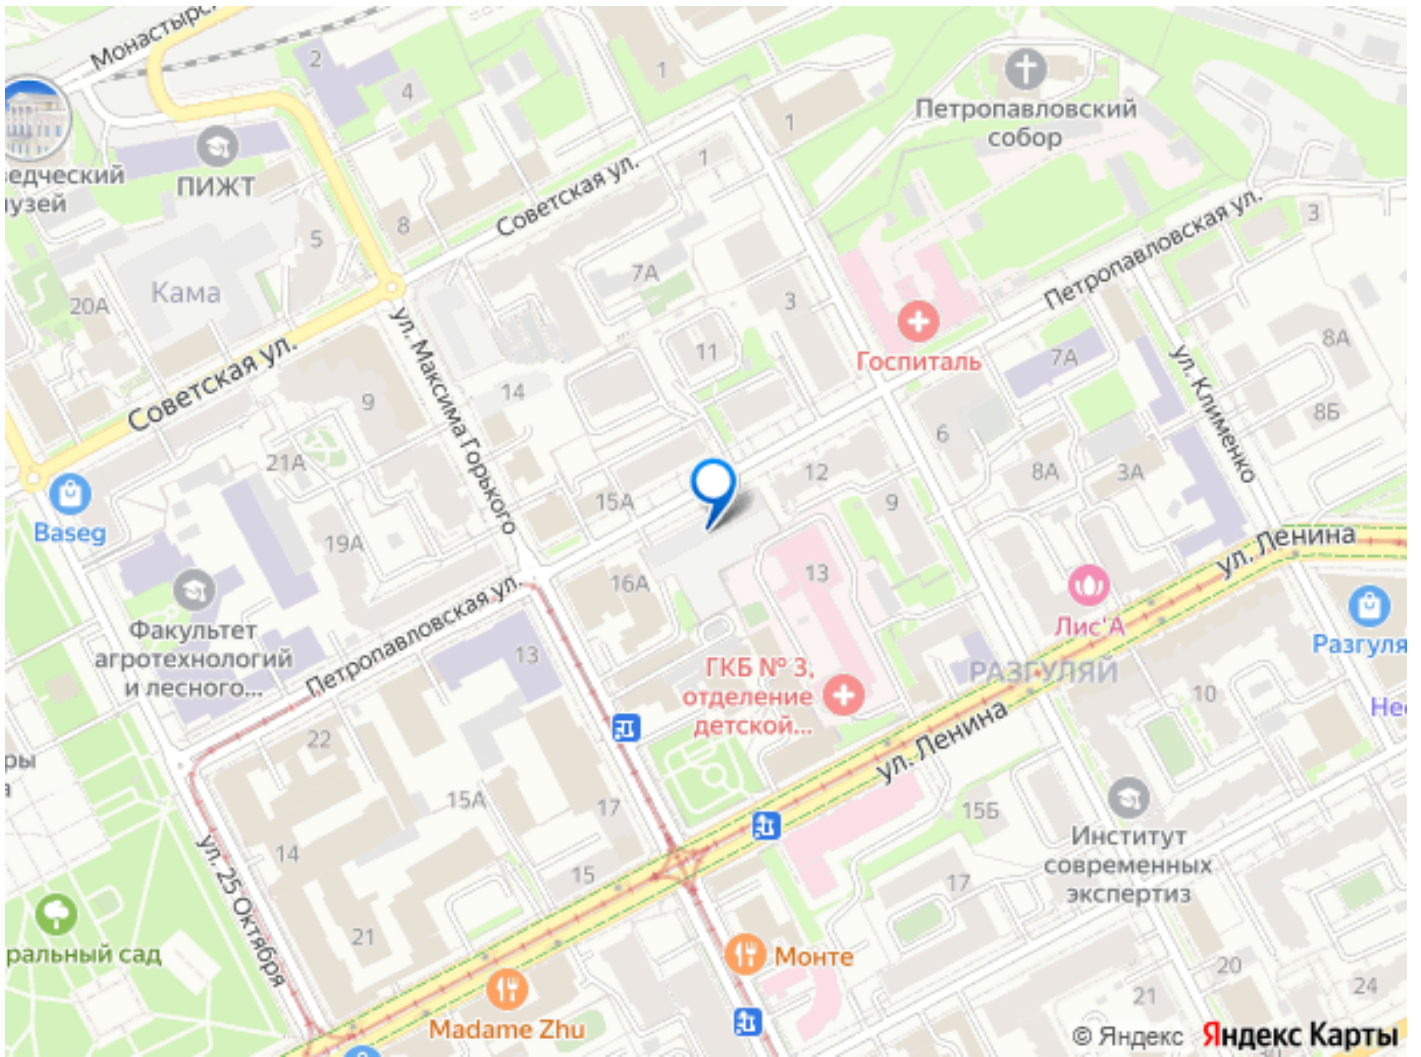 Монастырс
2
4
1
1
Петропавловский
собор
ПИЖТ
едческий
узей
1
Советская ул.
8
5
3
Петропавловская ул.
7А
20А
Кама
3
Госпиталь
ул. Максима Горького
Советская ул.
11
14
9
7А
8А
ул. Клименко
8Б
6
21А
Baseg
12
8А
3А
15А
9
19А
ул. Ленина
16А
13
Факультет
агротехнологий
и лесного...
Петропавловская ул.
Лис'А
Разгуля
13
ГКБ № 3,
отделение
детской...
РАЗГУЛЯЙ
10
Нес
22
ул. Ленина
ры
а
15А
17
15Б
Институт
современных
экспертиз
14
ул. 25 Октября
15
17
21
ральный сад
Монте
20
21
24
Madame Zhu
© Яндекс Яндекс Карты